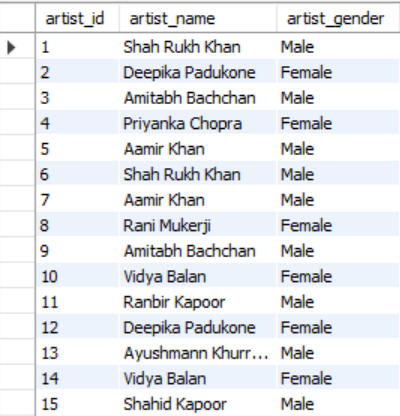 artist_id artist_name artist_gender
1 Shah Rukh Khan Male
2 Deepika Padukone Female
3 Amitabh Bachchan Male
4 Priyanka Chopra Female
5 Aamir Khan Male
6 Shah Rukh Khan Male
7 Aamir Khan Male
8 Rani Mukerji Female
9 Amitabh Bachchan Male
10 Vidya Balan Female
11 Ranbir Kapoor Male
12 Deepika Padukone Female
13 Ayushmann Khurr... Male
14 Vidya Balan Female
15 Shahid Kapoor Male